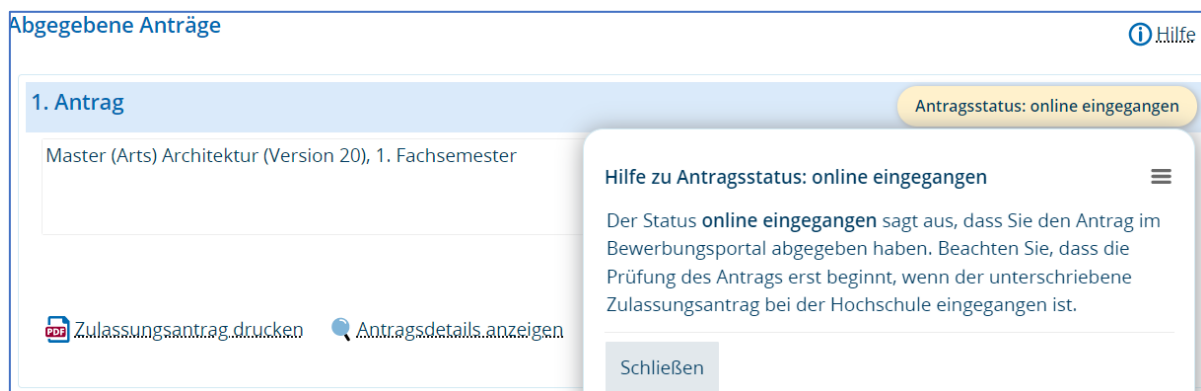 Abgegebene Anträge
Hilfe
1. Antrag
Antragsstatus: online eingegangen
Master (Arts) Architektur (Version 20), 1. Fachsemester
Hilfe zu Antragsstatus: online eingegangen
Der Status online eingegangen sagt aus, dass Sie den Antrag im
Bewerbungsportal abgegeben haben. Beachten Sie, dass die
Prüfung des Antrags erst beginnt, wenn der unterschriebene
Zulassungsantrag bei der Hochschule eingegangen ist.
PDF Zulassungsantrag drucken Antragsdetails anzeigen
Schließen